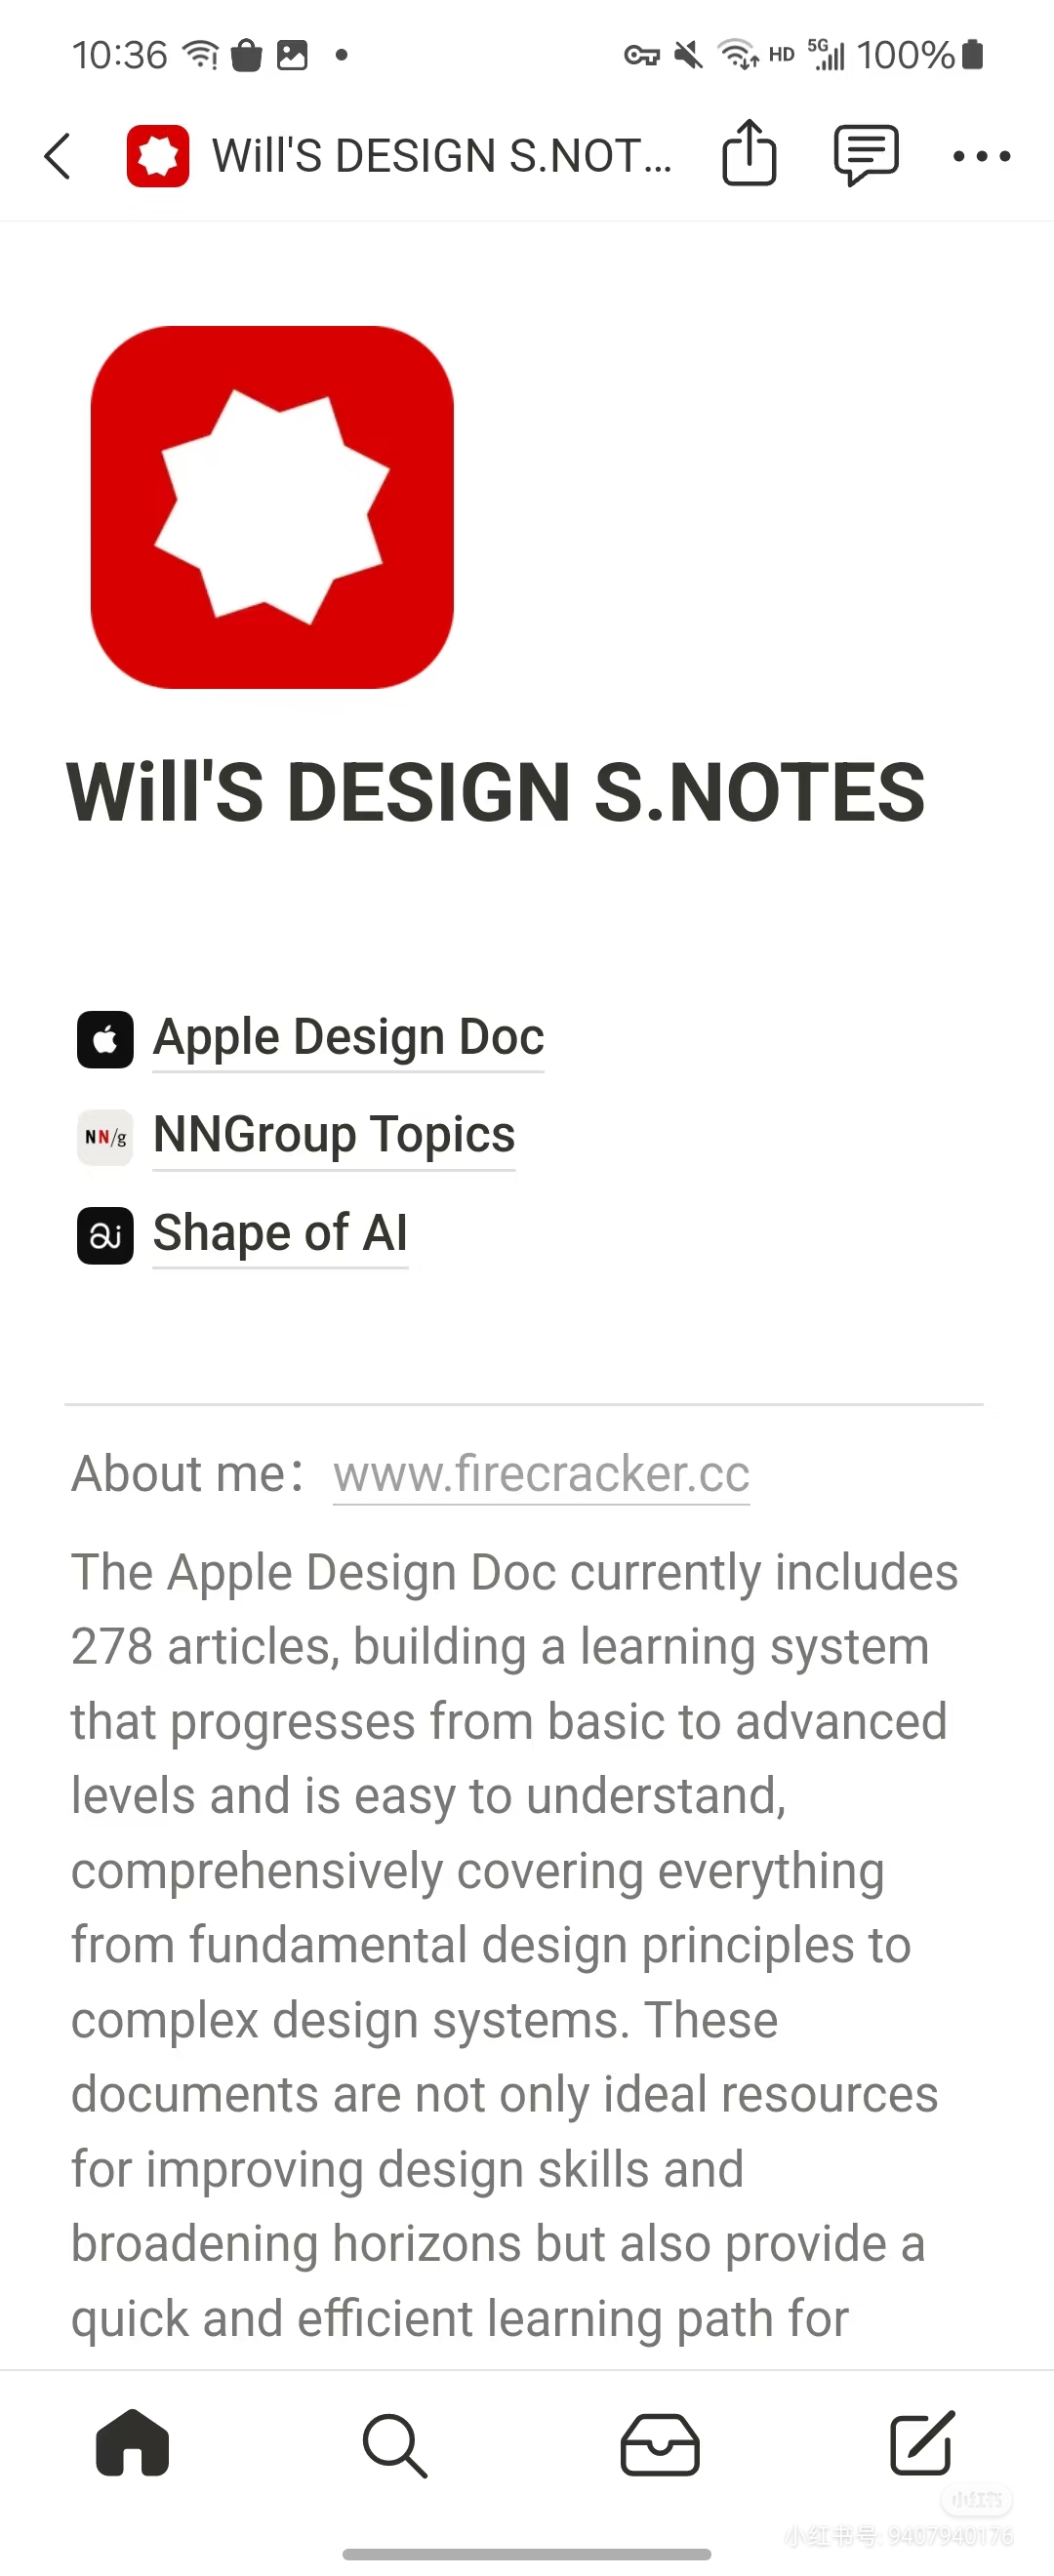 10:36
HD 5G 100%
Will'S DESIGN S.NOT...
Will'S DESIGN S.NOTES
Apple Design Doc
NN/g NNGroup Topics
ai Shape of AI
About me： www.firecracker.cc
The Apple Design Doc currently includes
278 articles, building a learning system
that progresses from basic to advanced
levels and is easy to understand,
comprehensively covering everything
from fundamental design principles to
complex design systems. These
documents are not only ideal resources
for improving design skills and
broadening horizons but also provide a
quick and efficient learning path for
小红书
小红书号: 9407940176